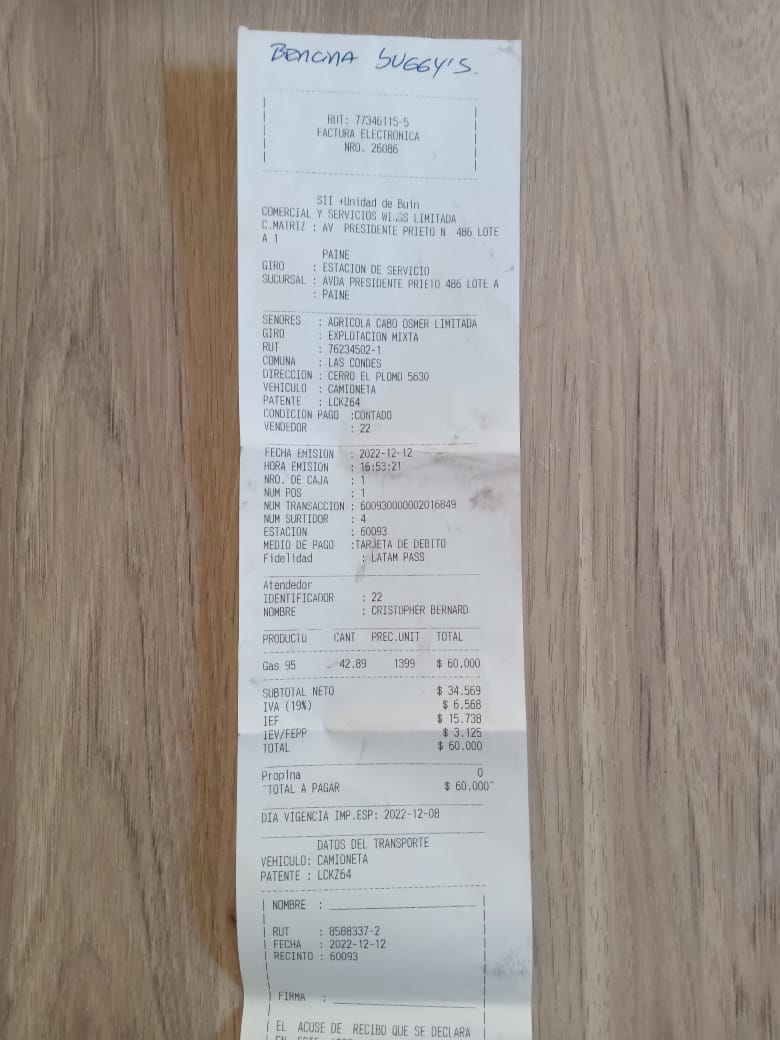 BENCINA BUGGY'S.
RUT: 77346115-5
FACTURA ELECTRONICA
NRO. 26086
SII +Unidad de Buin
COMERCIAL Y SERVICIOS LIMITADA
C.MATRIZ : AV PRESIDENTE PRIETO N 486 LOTE
A 1
PAINE
GIRO : ESTACION DE SERVICIO
SUCURSAL : AVDA PRESIDENTE PRIETO 486 LOTE A
: PAINE
SENORES : AGRICOLA CABO OSMER LIMITADA
GIRO : EXPLOTACION MIXTA
RUT : 76234502-1
COMUNA : LAS CONDES
DIRECCION : CERRO EL PLOMO 5630
VEHICULO : CAMIONETA
PATENTE : LCKZ64
CONDICION PAGO :CONTADO
VENDEDOR : 22
FECHA EMISION : 2022-12-12
HORA EMISION : 16:53:21
NRO. DE CAJA : 1
NUM POS : 1
NUM TRANSACCION : 600930000002016849
NUM SURTIDOR : 4
ESTACION : 60093
MEDIO DE PAGO :TARJETA DE DEBITO
Fidelidad : LATAM PASS
Atendedor
IDENTIFICADOR : 22
NOMBRE : CRISTOPHER BERNARD
PRODUCTO CANT PREC.UNIT TOTAL
Gas 95 42.89 1399 $ 60.000
SUBTOTAL NETO $ 34.569
IVA (19%) $ 6.568
IEF $ 15.738
IEV/FEPP $ 3.125
TOTAL $ 60.000
Propina 0
^TOTAL A PAGAR $ 60.000^
DIA VIGENCIA IMP.ESP: 2022-12-08
DATOS DEL TRANSPORTE
VEHICULO: CAMIONETA
PATENTE : LCKZ64
NOMBRE :
RUT : 8588337-2
FECHA : 2022-12-12
RECINTO : 60093
FIRMA :
EL ACUSE DE RECIBO QUE SE DECLARA